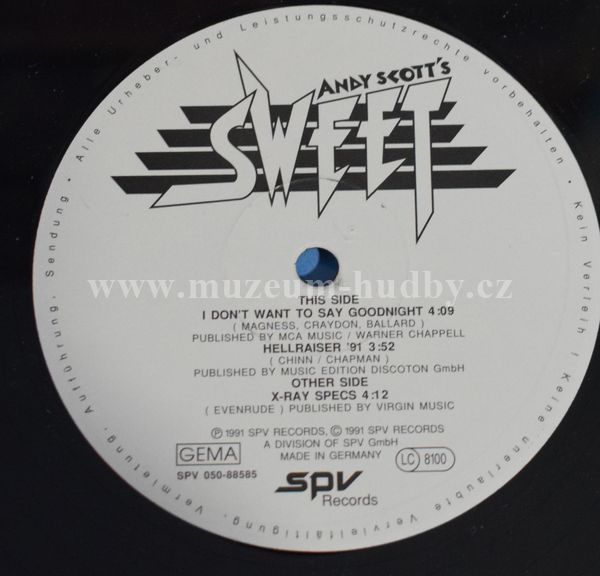 ANDY SCOTT'S
SWEET
www.muzeum-hudby.cz
THIS SIDE
I DON'T WANT TO SAY GOODNIGHT 4:09
( MAGNESS, CRAYDON, BALLARD )
PUBLISHED BY MCA MUSIC / WARNER CHAPPELL
HELLRAISER '91 3:52
( CHINN / CHAPMAN )
PUBLISHED BY MUSIC EDITION DISCOTON GmbH
OTHER SIDE
X-RAY SPECS 4:12
( EVENRUDE ) PUBLISHED BY VIRGIN MUSIC
Ⓟ 1991 SPV RECORDS, © 1991 SPV RECORDS
A DIVISION OF SPV GmbH
MADE IN GERMANY
GEMA
LC 8100
SPV 050-88585
spv
Records
· Alle Urheber- und Leistungsschutzrechte vorbehalten · Kein Verleih ! Keine unerlaubte Vervielfältigung, Vermietung, Aufführung, Sendung